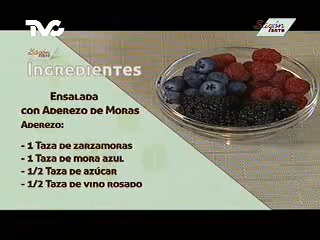 TVC
Sazón
Ingredientes
Ensalada
con Aderezo de Moras
Aderezo:
- 1 Taza de zarzamoras
- 1 Taza de mora azul
- 1/2 Taza de azúcar
- 1/2 Taza de vino rosado